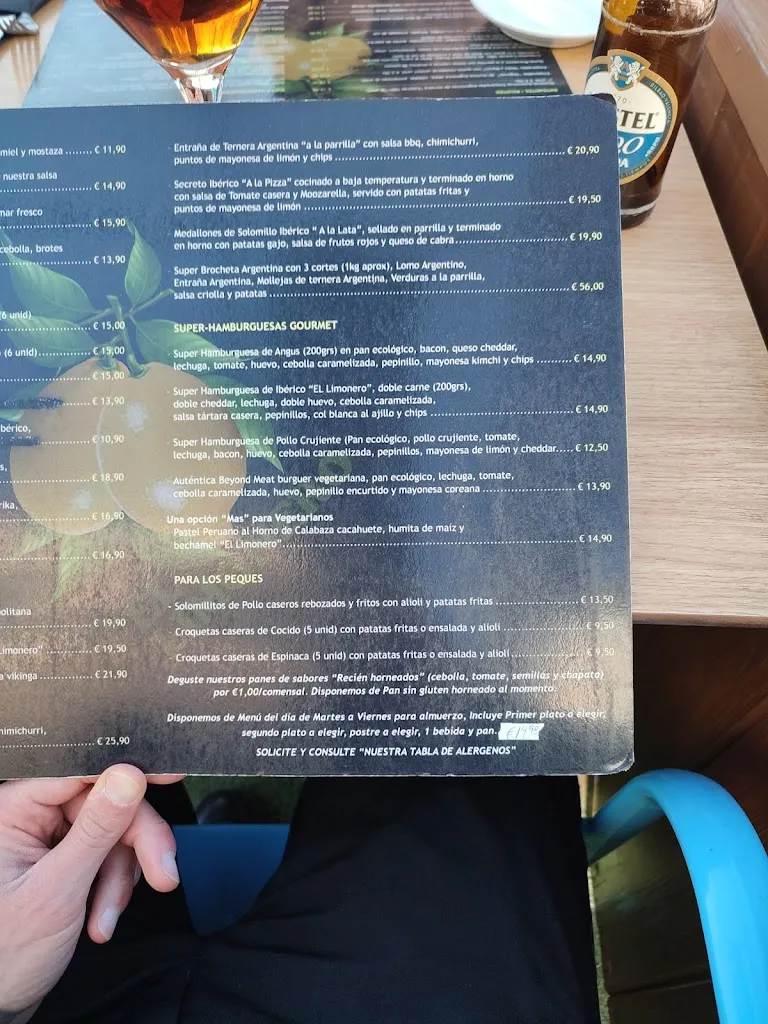 miel y mostaza ....... € 11,90
nuestra salsa
€ 14,90
mar fresco
€ 15,90
cebolla, brotes
€ 13,90
(6 unid)
€ 15,00
(6 unid) € 15,00
€ 15,00
€ 13,90
€ 10,90
€ 18,90
€ 16,90
€ 16,90
€ 19,90
Limonero" € 19,50
vikinga € 21,90
€ 25,90
Entraña de Ternera Argentina "a la parrilla" con salsa bbq, chimichurri,
puntos de mayonesa de limón y chips € 20,90
Secreto Ibérico "A la Pizza" cocinado a baja temperatura y terminado en horno
con salsa de Tomate casera y Moozarella, servido con patatas fritas y
puntos de mayonesa de limón € 19,50
Medallones de Solomillo Ibérico " A la Lata", sellado en parrilla y terminado
en horno con patatas gajo, salsa de frutos rojos y queso de cabra € 19,90
Super Brocheta Argentina con 3 cortes (1kg aprox), Lomo Argentino,
Entraña Argentina, Mollejas de ternera Argentina, Verduras a la parrilla,
salsa criolla y patatas € 56,00
SUPER-HAMBURGUESAS GOURMET
- Super Hamburguesa de Angus (200grs) en pan ecológico, bacon, queso cheddar,
lechuga, tomate, huevo, cebolla caramelizada, pepinillo, mayonesa kimchi y chips € 14,90
- Super Hamburguesa de Ibérico "EL Limonero", doble carne (200grs),
doble cheddar, lechuga, doble huevo, cebolla caramelizada,
salsa tártara casera, pepinillos, col blanca al ajillo y chips € 14,90
- Super Hamburguesa de Pollo Crujiente (Pan ecológico, pollo crujiente, tomate,
lechuga, bacon, huevo, cebolla caramelizada, pepinillos, mayonesa de limón y cheddar..... € 12,50
Auténtica Beyond Meat burguer vegetariana, pan ecológico, lechuga, tomate,
cebolla caramelizada, huevo, pepinillo encurtido y mayonesa coreana € 13,90
Una opción "Mas" para Vegetarianos
Pastel Peruano al Horno de Calabaza cacahuete, humita de maiz y
bechamel "El Limonero" € 14,90
PARA LOS PEQUES
- Solomillitos de Pollo caseros rebozados y fritos con alioli y patatas fritas € 13,50
- Croquetas caseras de Cocido (5 unid) con patatas fritas o ensalada y alioli € 9,50
- Croquetas caseras de Espinaca (5 unid) con patatas fritas o ensalada y alioli € 9,50
Deguste nuestros panes de sabores "Recién horneados" (cebolla, tomate, semillas y chapata)
por €1,00/comensal. Disponemos de Pan sin gluten horneado al momento.
Disponemos de Menú del día de Martes a Viernes para almuerzo, Incluye Primer plato a elegir,
segundo plato a elegir, postre a elegir, 1 bebida y pan.
SOLICITE Y CONSULTE "NUESTRA TABLA DE ALERGENOS"